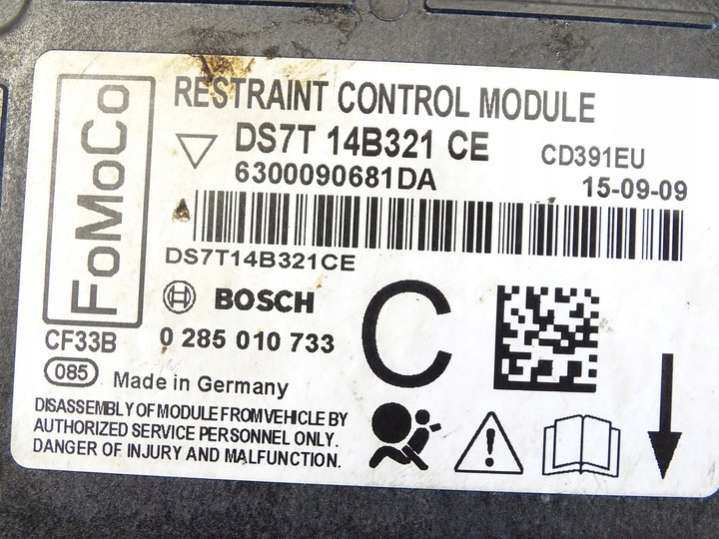 FoMoCo
RESTRAINT CONTROL MODULE
DS7T 14B321 CE
CD391EU
6300090681DA
15-09-09
DS7T14B321CE
BOSCH
C
CF33B
0 285 010 733
085
Made in Germany
DISASSEMBLY OF MODULE FROM VEHICLE BY
AUTHORIZED SERVICE PERSONNEL ONLY.
DANGER OF INJURY AND MALFUNCTION.